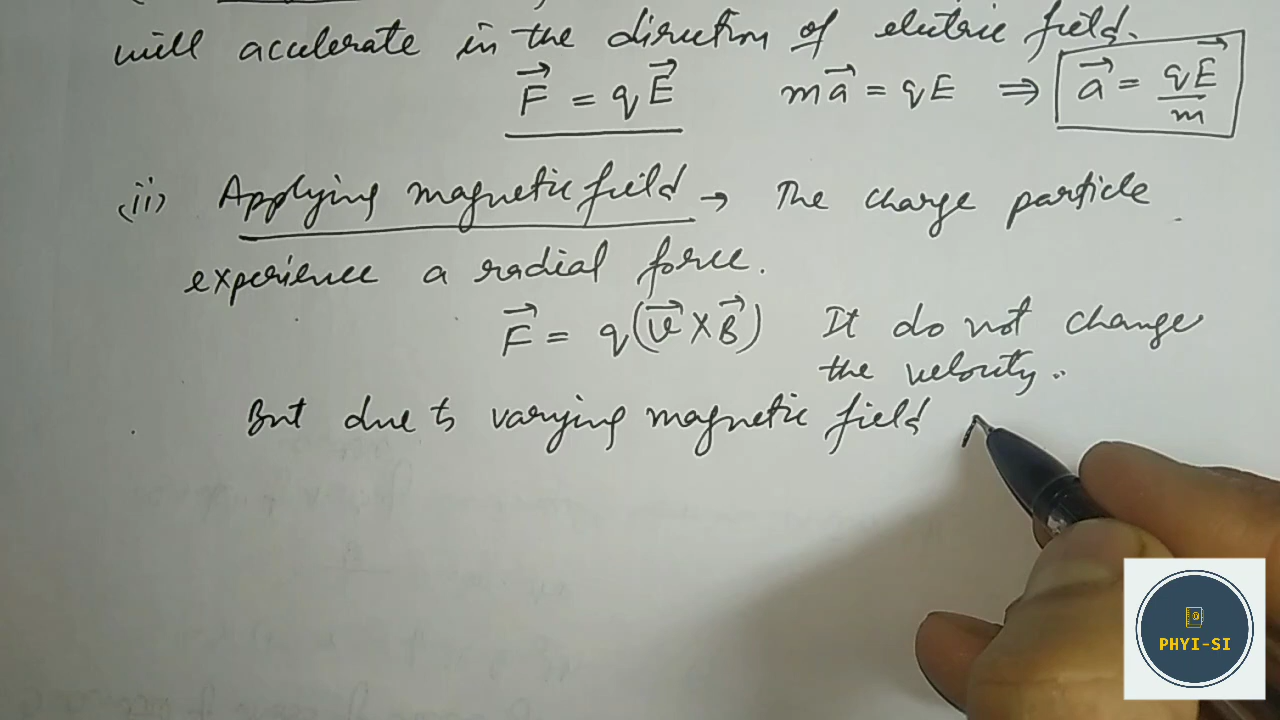 will accelerate in the direction of electric field.
F⃗ = qE⃗ ma⃗ = qE ⇒ a⃗ = qE⃗/m
(ii) Applying magnetic field → The charge particle
experience a radial force.
F⃗ = q(v⃗ × B⃗) It do not change
the velocity..
But due to varying magnetic field
PHYI-SI